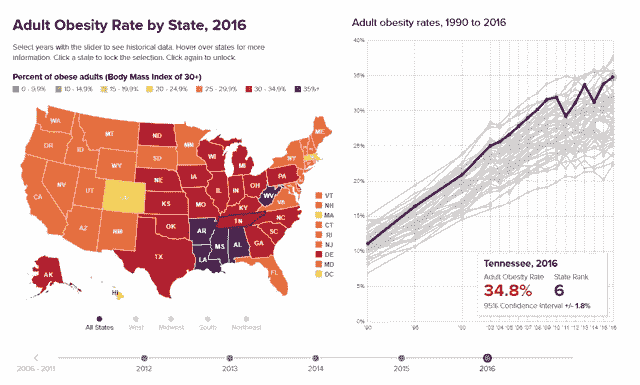 Adult Obesity Rate by State, 2016
Select years with the slider to see historical data. Hover over states for more
information. Click a state to lock the selection. Click again to unlock.
Percent of obese adults (Body Mass Index of 30+)
0 - 9.9% 10 - 14.9% 15 - 19.9% 20 - 24.9% 25 - 29.9% 30 - 34.9% 35%+
WA
MT
ND
MN
ME
OR
ID
SD
WI
MI
NY
WY
NE
IA
PA
NV
UT
IL
IN
OH
CA
KS
MO
KY
WV
VA
AZ
NM
OK
AR
TN
NC
SC
TX
LA
MS
AL
GA
AK
FL
HI
VT
NH
MA
CT
RI
NJ
DE
MD
DC
All States
West
Midwest
South
Northeast
Adult obesity rates, 1990 to 2016
40%
35%
30%
25%
20%
15%
10%
5%
0%
'90 '95 '00 '03 '04 '05 '06 '07 '08 '09 '10 '11 '12 '13 '14 '15 '16
Tennessee, 2016
Adult Obesity Rate State Rank
34.8% 6
95% Confidence Interval +/- 1.8%
2006 - 2011 2012 2013 2014 2015 2016